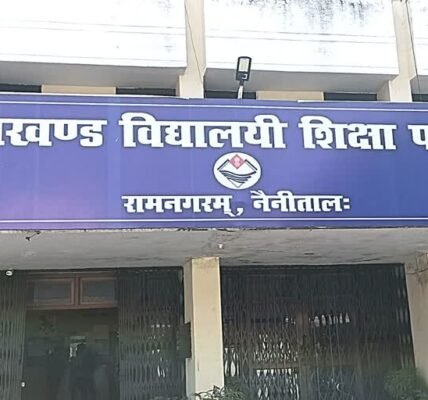 खण्ड विद्यालयी शिक्षा प
रामनगरम्, नैनीतालः